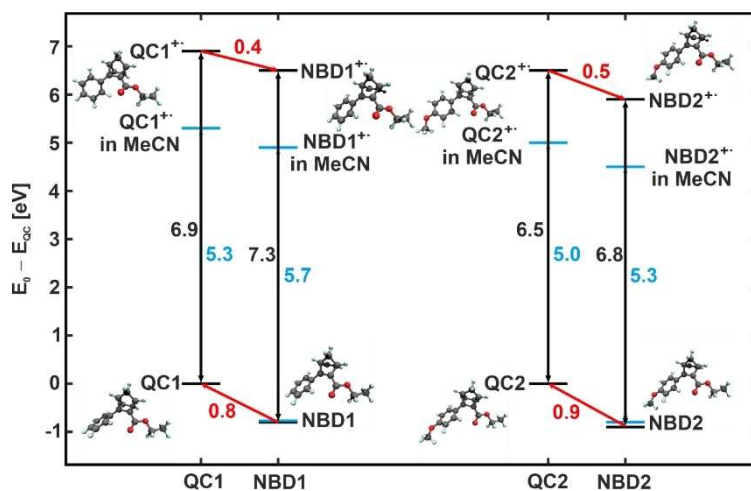 E₀ – E_QC [eV]
7
6
5
4
3
2
1
0
-1
QC1⁺·
0.4
NBD1⁺·
QC1⁺·
in MeCN
NBD1⁺·
in MeCN
6.9
5.3
7.3
5.7
QC1
0.8
NBD1
QC2⁺·
0.5
NBD2⁺·
QC2⁺·
in MeCN
NBD2⁺·
in MeCN
6.5
5.0
6.8
5.3
QC2
0.9
NBD2
QC1
NBD1
QC2
NBD2